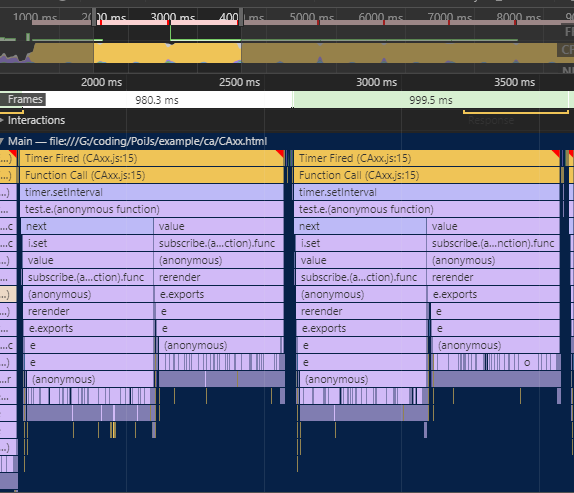 1000 ms 2000 ms 3000 ms 4000 ms 5000 ms 6000 ms 7000 ms 8000 ms
2000 ms 2500 ms 3000 ms 3500 ms
Frames 980.3 ms 999.5 ms
Interactions Response
Main — file:///G:/coding/PoiJs/example/ca/CAxx.html
...) Timer Fired (CAxx.js:15) Timer Fired (CAxx.js:15)
...) Function Call (CAxx.js:15) Function Call (CAxx.js:15)
...) timer.setInterval timer.setInterval
...) test.e.(anonymous function) test.e.(anonymous function)
...c next value next value
...c i.set subscribe.(a...ction).func i.set subscribe.(a...nction).func
...) value (anonymous) value (anonymous)
...c subscribe.(a...ction).func rerender subscribe.(a...ction).func rerender
...) (anonymous) e.exports (anonymous) e.exports
... rerender e rerender e
... e.exports e e.exports e
...c e (anonymous) e (anonymous)
...) e e o
...r (anonymous) (anonymous)
...
...)